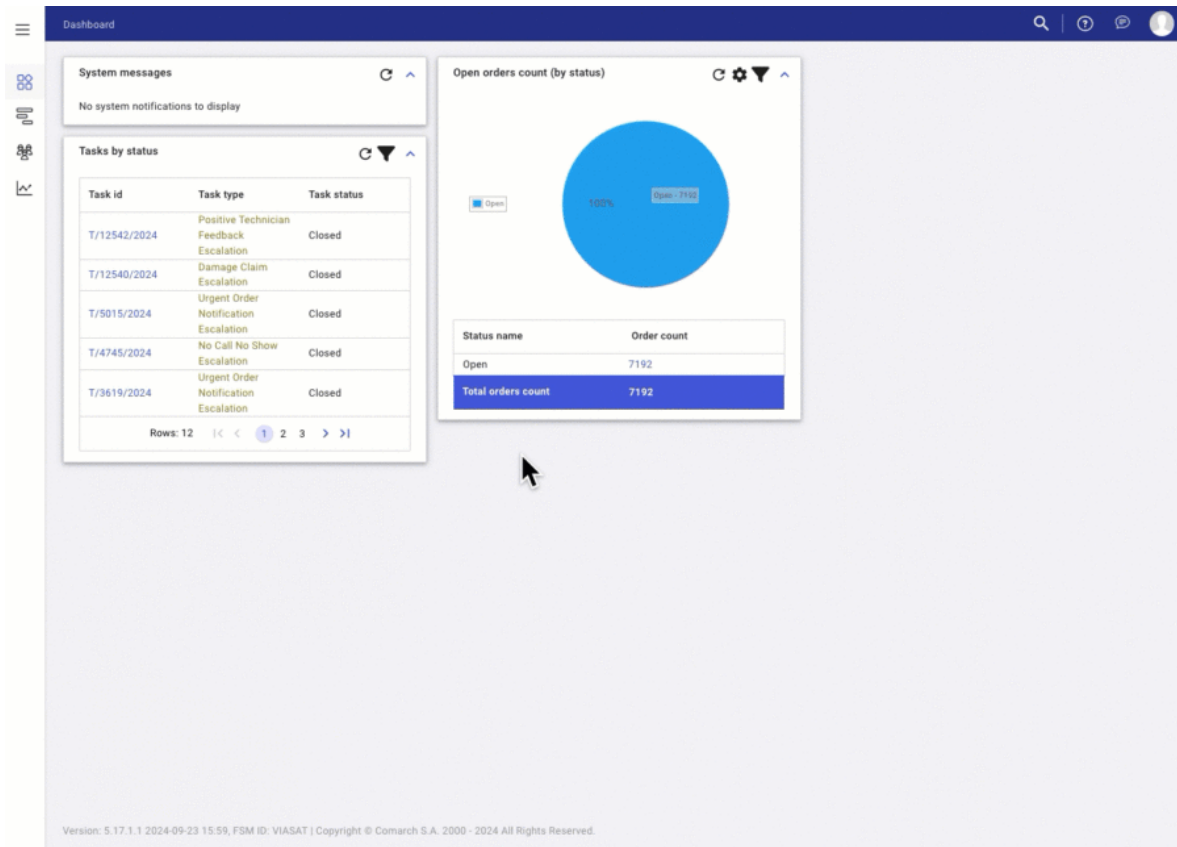 Dashboard
System messages
No system notifications to display
Tasks by status
Task id Task type Task status
T/12542/2024 Positive Technician Feedback Escalation Closed
T/12540/2024 Damage Claim Escalation Closed
T/5015/2024 Urgent Order Notification Escalation Closed
T/4745/2024 No Call No Show Escalation Closed
T/3619/2024 Urgent Order Notification Escalation Closed
Rows: 12 1 2 3
Open orders count (by status)
Open
100%
Open - 7192
Status name Order count
Open 7192
Total orders count 7192
Version: 5.17.1.1 2024-09-23 15:59, FSM ID: VIASAT | Copyright © Comarch S.A. 2000 - 2024 All Rights Reserved.